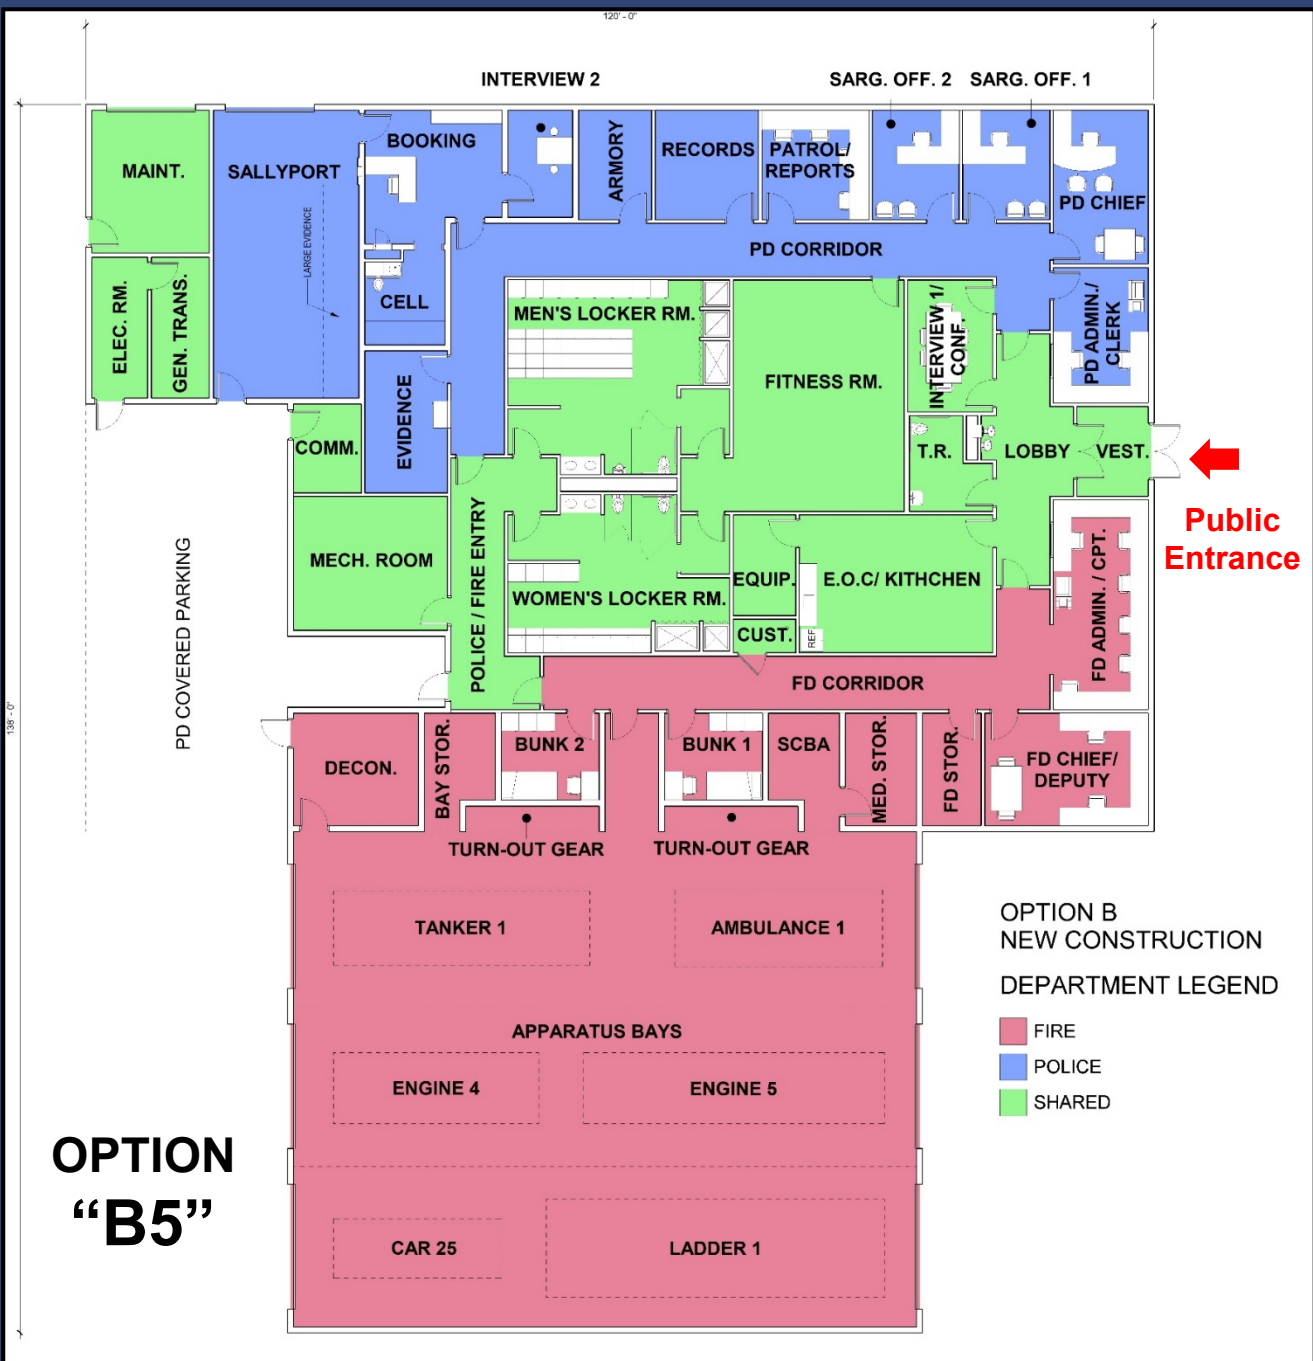 120' - 0"
INTERVIEW 2
SARG. OFF. 2
SARG. OFF. 1
MAINT.
SALLYPORT
BOOKING
ARMORY
RECORDS
PATROL/
REPORTS
PD CHIEF
LARGE EVIDENCE
PD CORRIDOR
ELEC. RM.
GEN. TRANS.
CELL
MEN'S LOCKER RM.
FITNESS RM.
INTERVIEW 1/
CONF.
PD ADMIN./
CLERK
EVIDENCE
COMM.
T.R.
LOBBY
VEST.
Public
Entrance
MECH. ROOM
POLICE / FIRE ENTRY
WOMEN'S LOCKER RM.
EQUIP.
E.O.C/ KITHCHEN
REF
CUST.
FD ADMIN. / CPT.
PD COVERED PARKING
138' - 0"
FD CORRIDOR
DECON.
BAY STOR.
BUNK 2
BUNK 1
SCBA
MED. STOR.
FD STOR.
FD CHIEF/
DEPUTY
TURN-OUT GEAR
TURN-OUT GEAR
TANKER 1
AMBULANCE 1
APPARATUS BAYS
ENGINE 4
ENGINE 5
CAR 25
LADDER 1
OPTION B
NEW CONSTRUCTION
DEPARTMENT LEGEND
FIRE
POLICE
SHARED
OPTION
“B5”